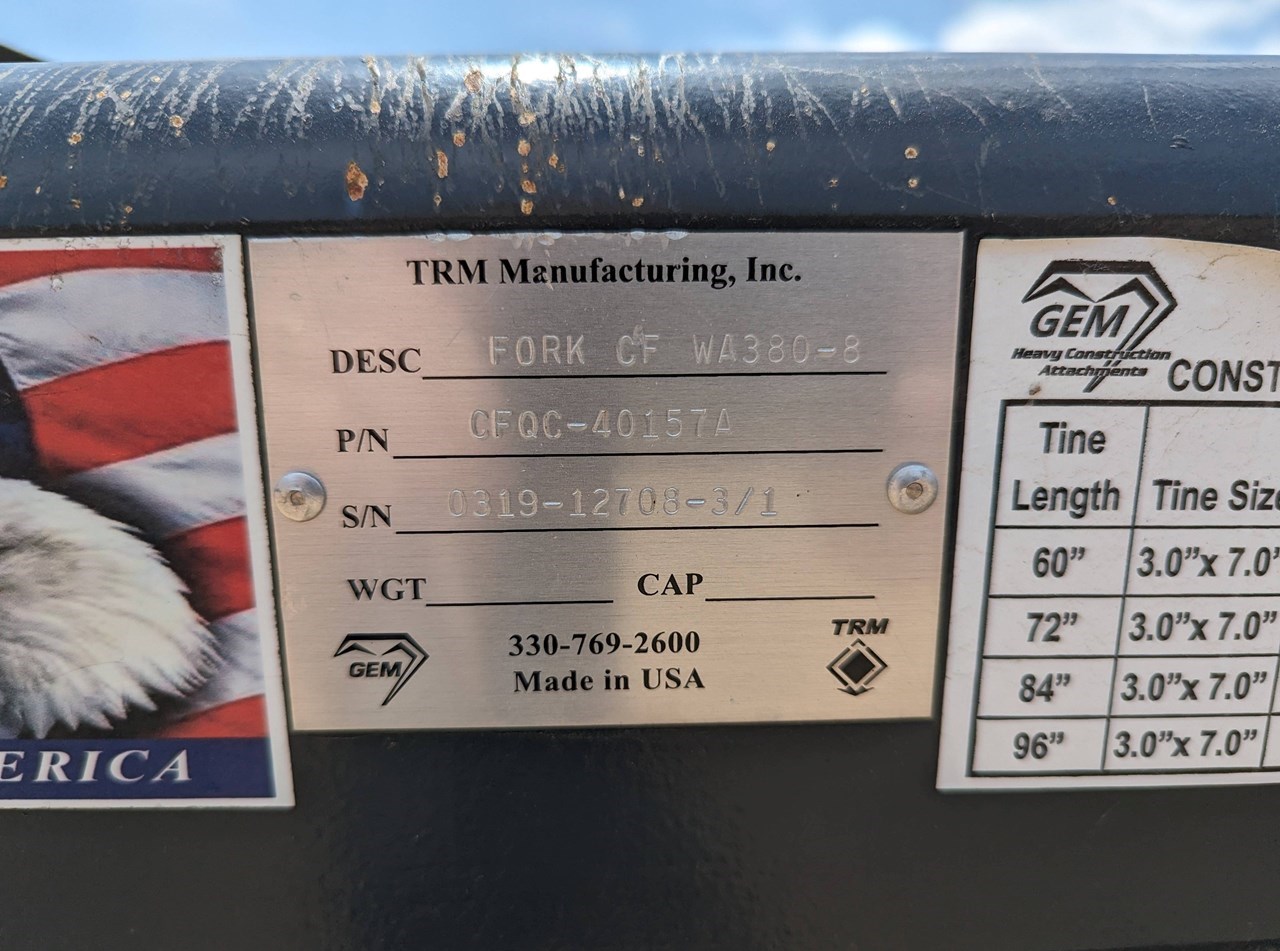 TRM Manufacturing, Inc.
DESC FORK CF WA380-8
P/N CFQC-40157A
S/N 0319-12708-3/1
WGT CAP
GEM
330-769-2600
Made in USA
TRM
ERICA
GEM
Heavy Construction
Attachments
CONST
Tine Length Tine Size
60” 3.0”x 7.0”
72” 3.0”x 7.0”
84” 3.0”x 7.0”
96” 3.0”x 7.0”